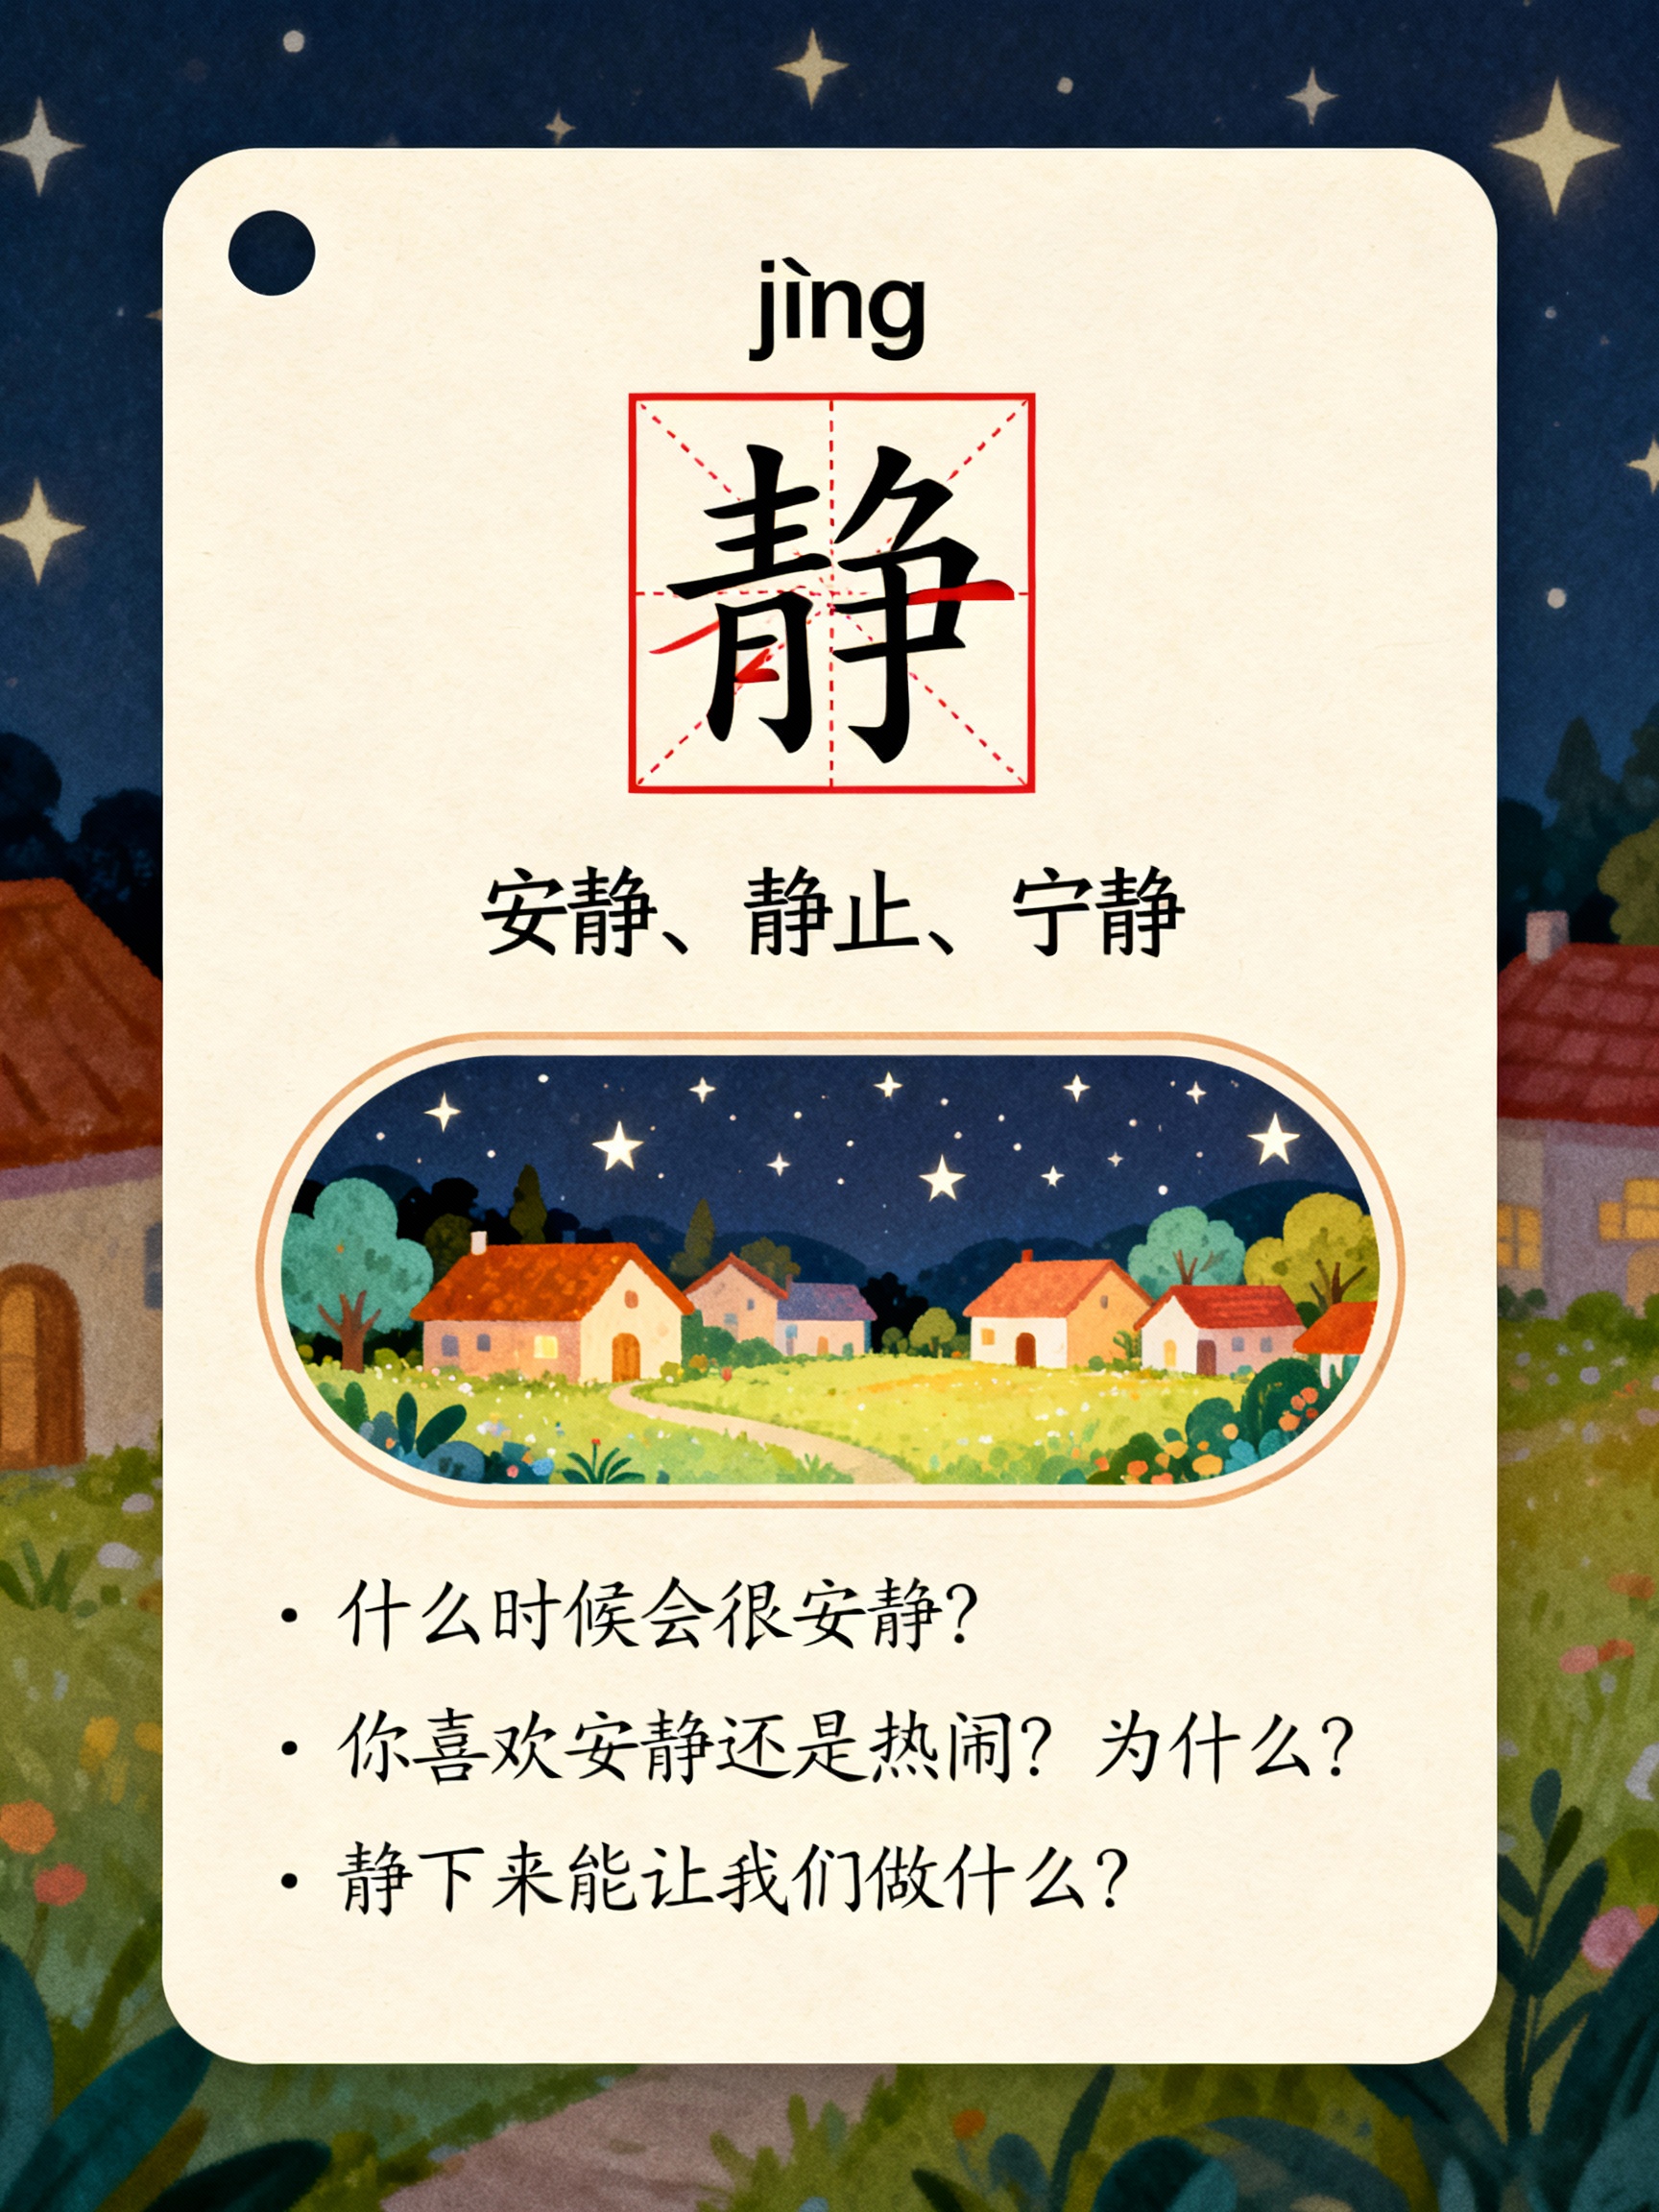 jìng
静
安静、静止、宁静
· 什么时候会很安静？
· 你喜欢安静还是热闹？为什么？
· 静下来能让我们做什么？